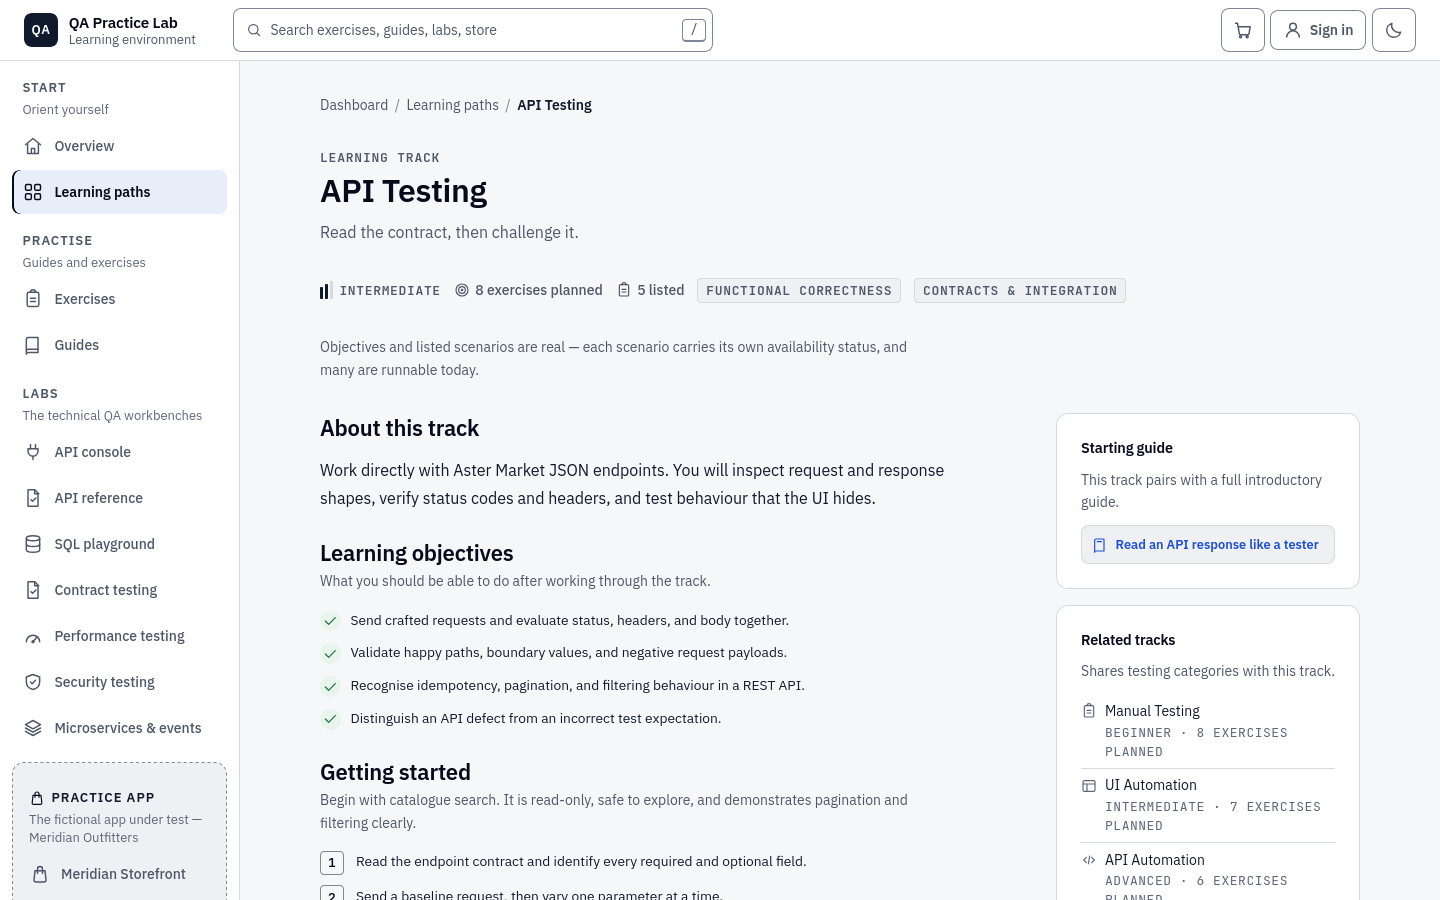 QA
QA Practice Lab
Learning environment
Search exercises, guides, labs, store
/
Sign in
START
Orient yourself
Overview
Learning paths
PRACTISE
Guides and exercises
Exercises
Guides
LABS
The technical QA workbenches
API console
API reference
SQL playground
Contract testing
Performance testing
Security testing
Microservices & events
PRACTICE APP
The fictional app under test —
Meridian Outfitters
Meridian Storefront
Dashboard / Learning paths / API Testing
LEARNING TRACK
API Testing
Read the contract, then challenge it.
INTERMEDIATE 8 exercises planned 5 listed FUNCTIONAL CORRECTNESS CONTRACTS & INTEGRATION
Objectives and listed scenarios are real — each scenario carries its own availability status, and
many are runnable today.
About this track
Work directly with Aster Market JSON endpoints. You will inspect request and response
shapes, verify status codes and headers, and test behaviour that the UI hides.
Learning objectives
What you should be able to do after working through the track.
Send crafted requests and evaluate status, headers, and body together.
Validate happy paths, boundary values, and negative request payloads.
Recognise idempotency, pagination, and filtering behaviour in a REST API.
Distinguish an API defect from an incorrect test expectation.
Getting started
Begin with catalogue search. It is read-only, safe to explore, and demonstrates pagination and
filtering clearly.
1 Read the endpoint contract and identify every required and optional field.
2 Send a baseline request, then vary one parameter at a time.
Starting guide
This track pairs with a full introductory
guide.
Read an API response like a tester
Related tracks
Shares testing categories with this track.
Manual Testing
BEGINNER · 8 EXERCISES
PLANNED
UI Automation
INTERMEDIATE · 7 EXERCISES
PLANNED
API Automation
ADVANCED · 6 EXERCISES
PLANNED